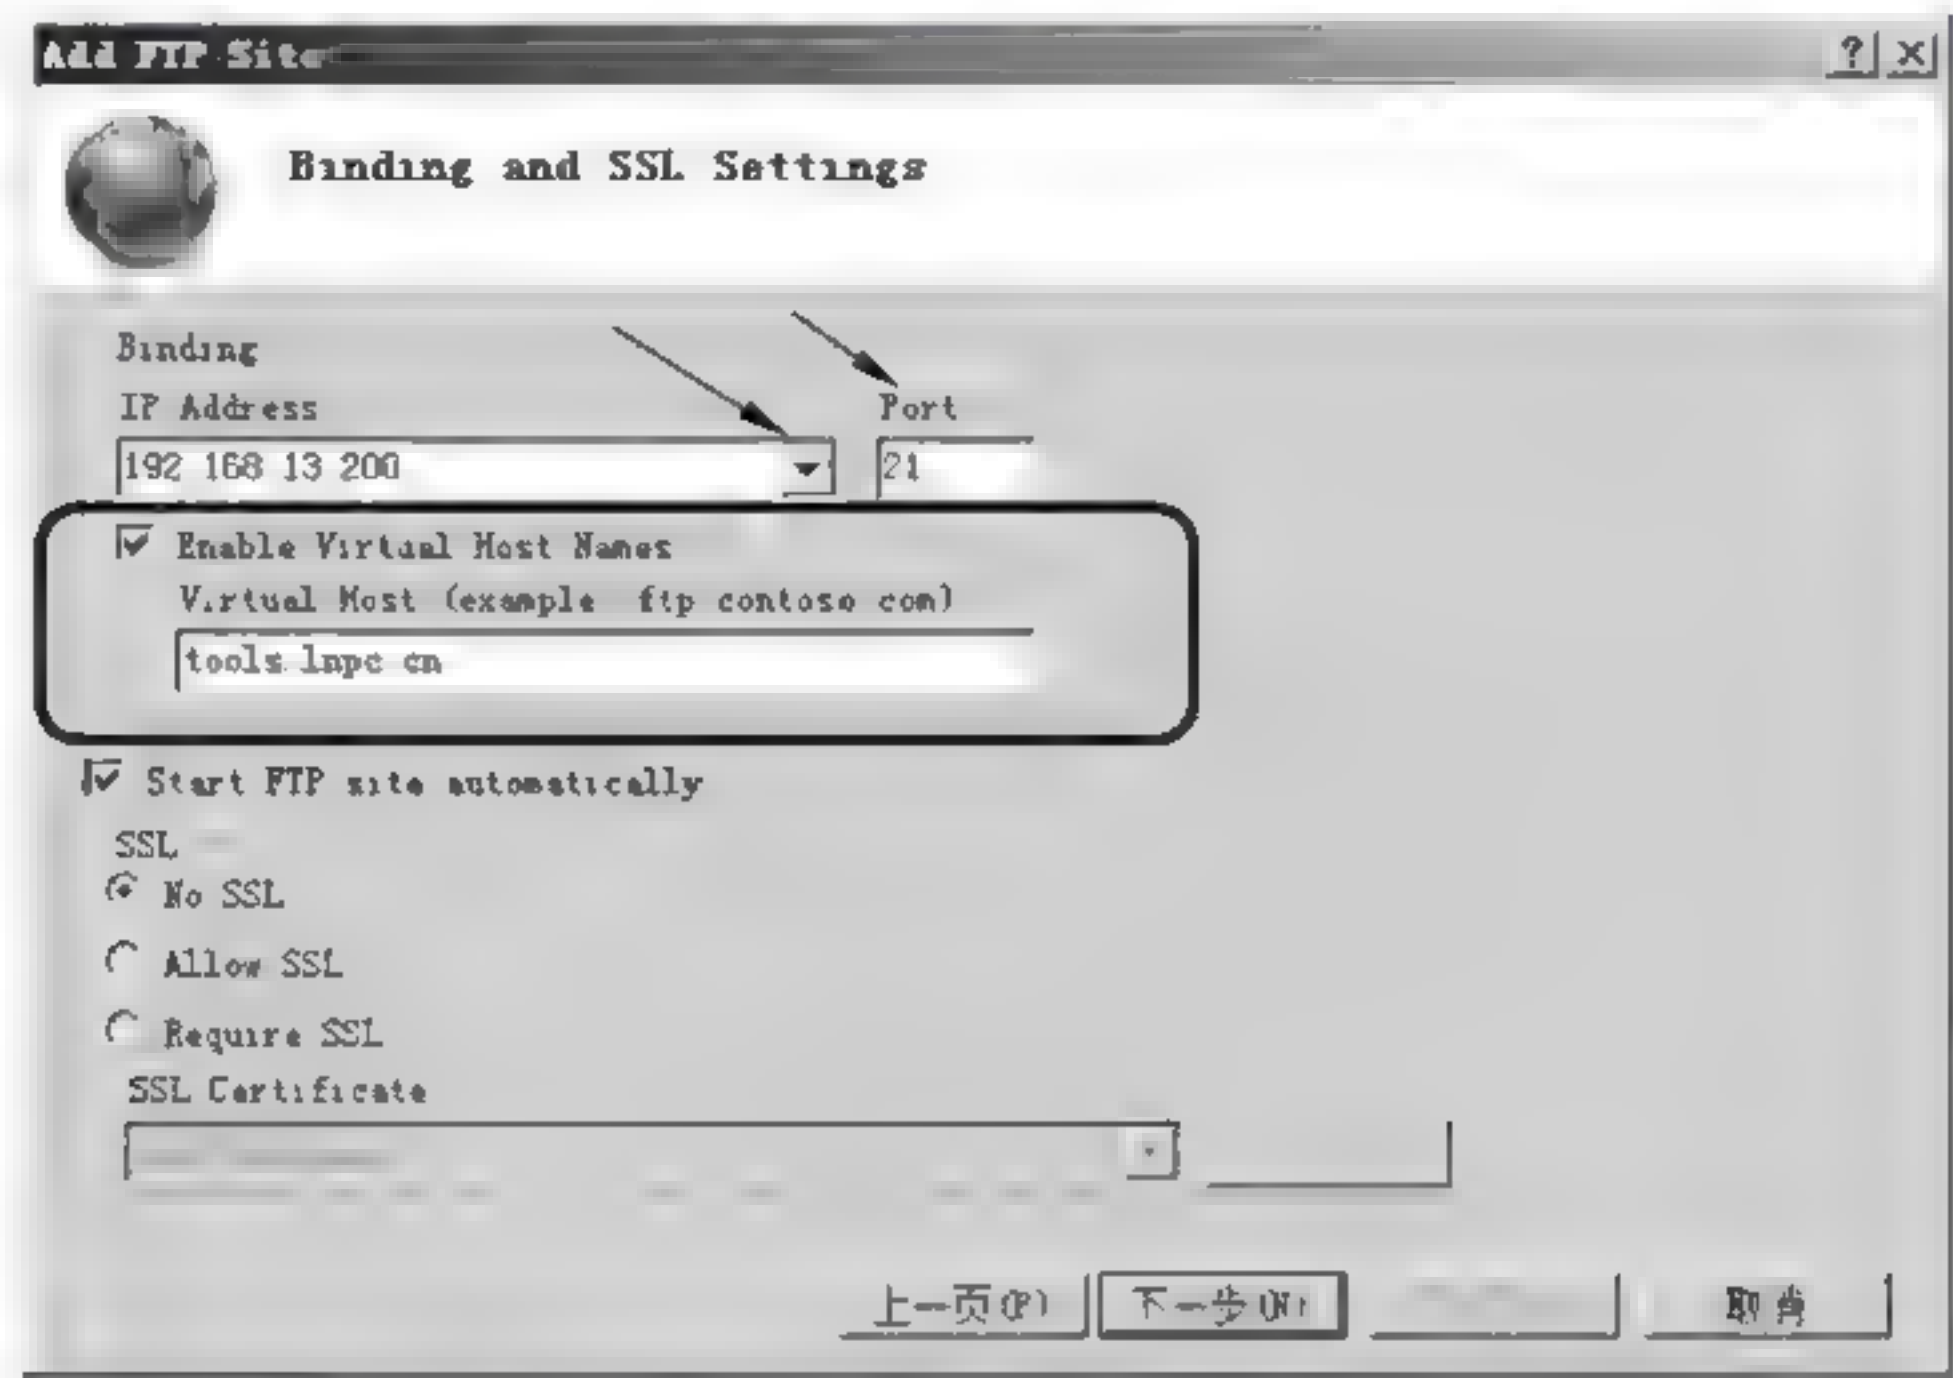 Add FTP Site
? X
Binding and SSL Settings
Binding
IP Address Port
192 168 13 200 21
Enable Virtual Host Names
Virtual Host (example ftp contoso com)
tools lnpc cn
Start FTP site automatically
SSL
No SSL
Allow SSL
Require SSL
SSL Certificate
上一页(P) 下一步(N) 取消